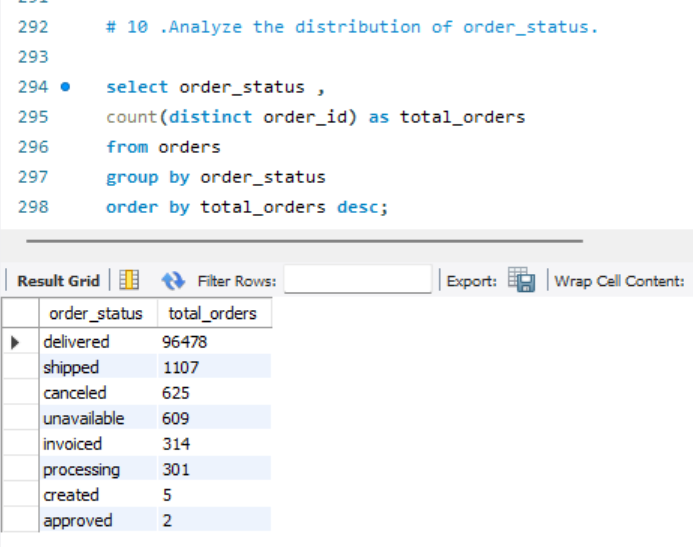 292 # 10 .Analyze the distribution of order_status.
293
294 select order_status ,
295 count(distinct order_id) as total_orders
296 from orders
297 group by order_status
298 order by total_orders desc;
Result Grid Filter Rows: Export: Wrap Cell Content:
order_status total_orders
delivered 96478
shipped 1107
canceled 625
unavailable 609
invoiced 314
processing 301
created 5
approved 2